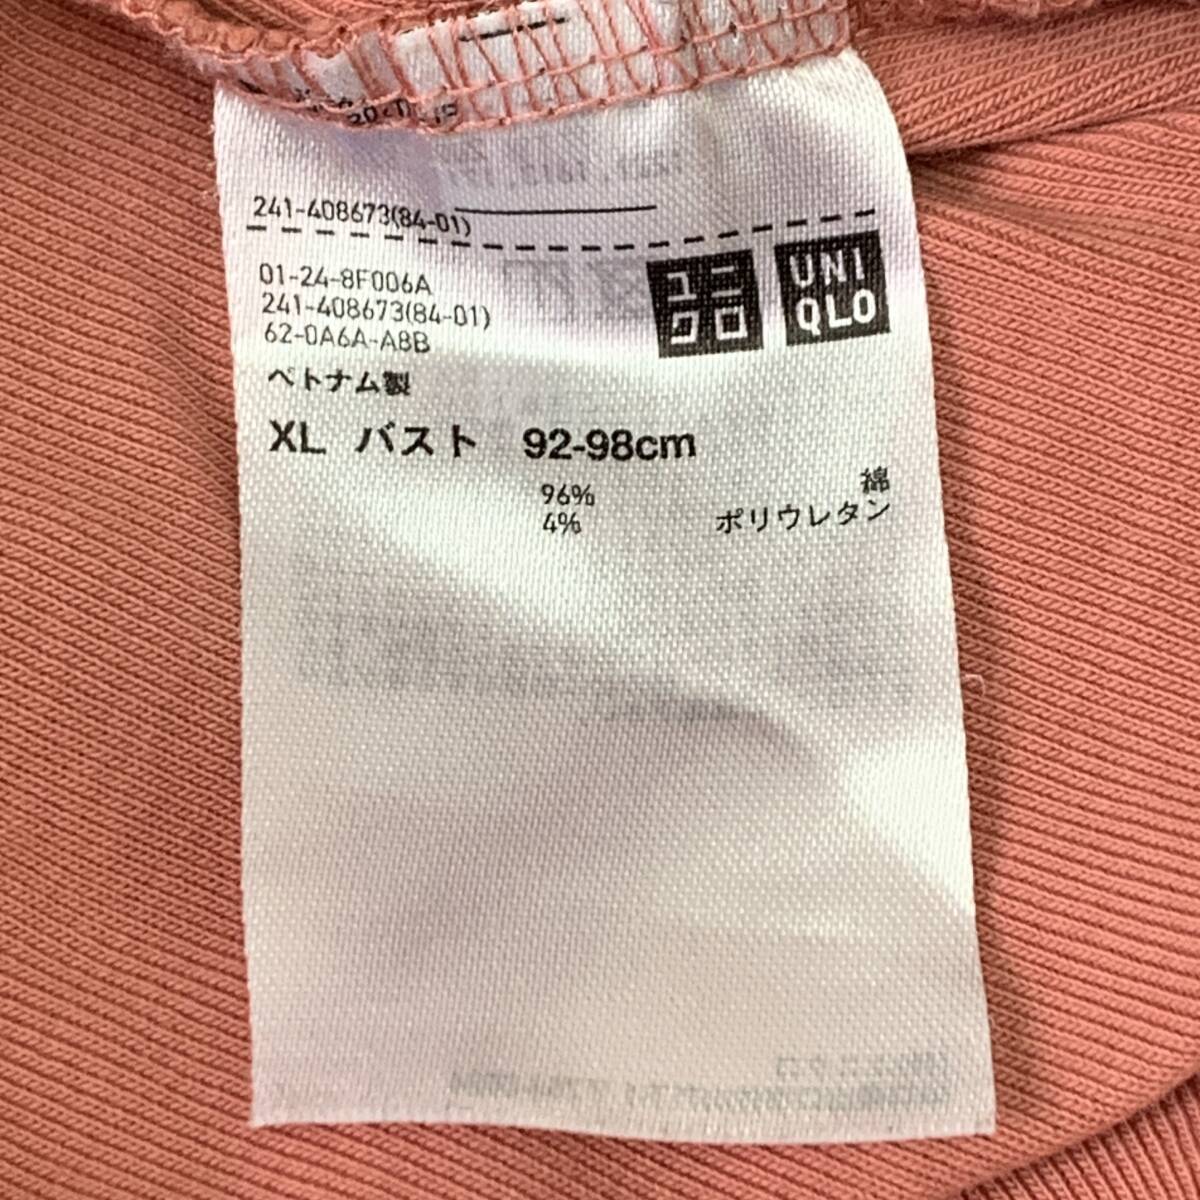 241-408673(84-01)
01-24-8F006A
241-408673(84-01)
62-0A6A-A8B
ユニ
クロ
UNI
QLO
ベトナム製
XL バスト 92-98cm
96% 綿
4% ポリウレタン